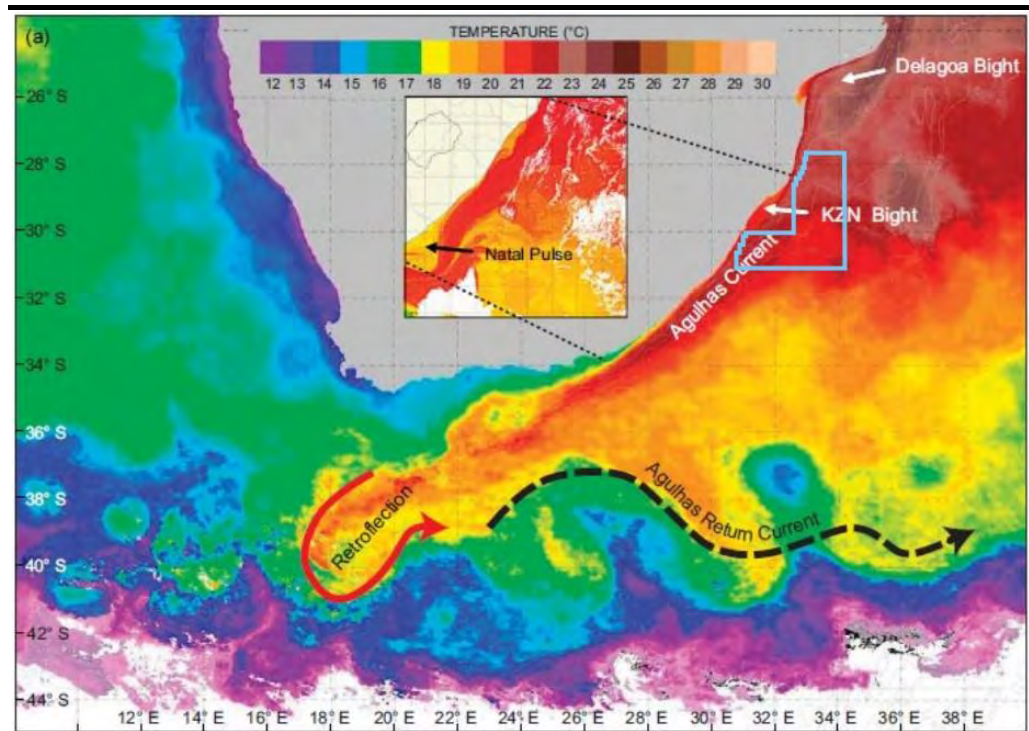 (a)
TEMPERATURE (°C)
12 13 14 15 16 17 18 19 20 21 22 23 24 25 26 27 28 29 30
Delagoa Bight
26° S
28° S
KZN Bight
30° S
Natal Pulse
Agulhas Current
32° S
34° S
36° S
38° S
Retroflection
Agulhas Return Current
40° S
42° S
44° S
12° E 14° E 16° E 18° E 20° E 22° E 24° E 26° E 28° E 30° E 32° E 34° E 36° E 38° E